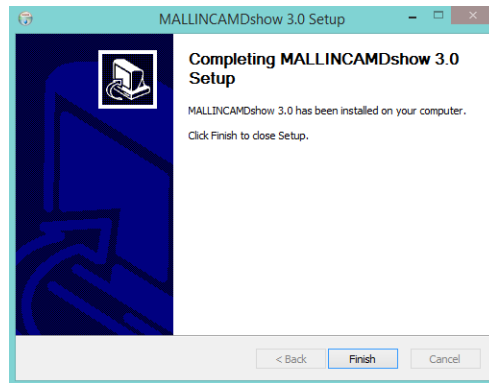 MALLINCAMDshow 3.0 Setup
Completing MALLINCAMDshow 3.0
Setup
MALLINCAMDshow 3.0 has been installed on your computer.
Click Finish to close Setup.
< Back Finish Cancel